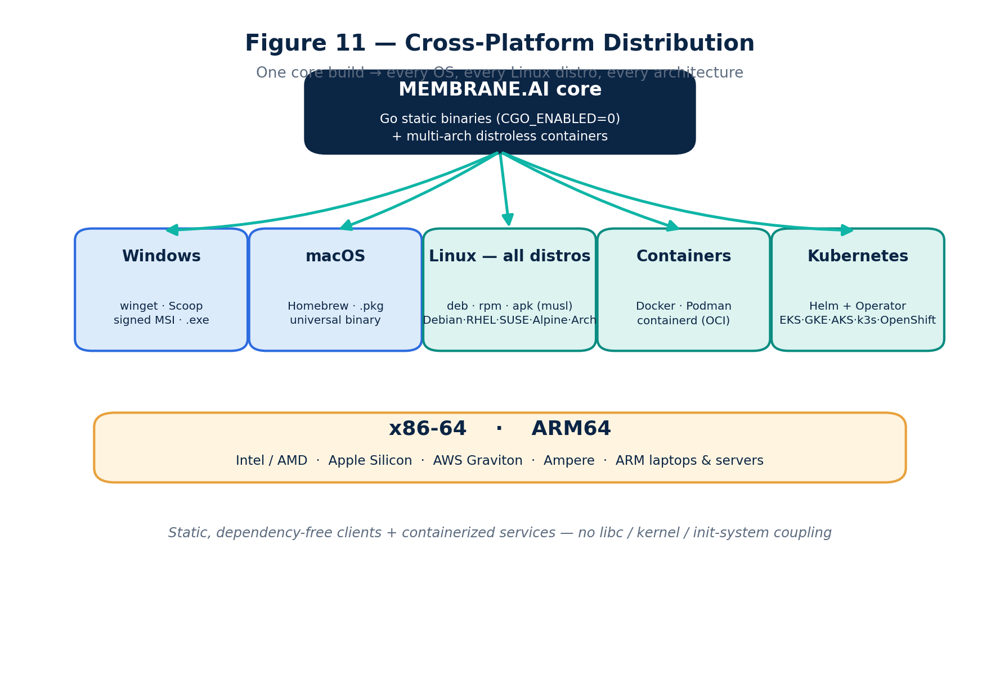 Figure 11 — Cross-Platform Distribution
One core build → every OS, every Linux distro, every architecture
MEMBRANE.AI core
Go static binaries (CGO_ENABLED=0)
+ multi-arch distroless containers
Windows
winget · Scoop
signed MSI · .exe
macOS
Homebrew · .pkg
universal binary
Linux — all distros
deb · rpm · apk (musl)
Debian·RHEL·SUSE·Alpine·Arch
Containers
Docker · Podman
containerd (OCI)
Kubernetes
Helm + Operator
EKS·GKE·AKS·k3s·OpenShift
x86-64 · ARM64
Intel / AMD · Apple Silicon · AWS Graviton · Ampere · ARM laptops & servers
Static, dependency-free clients + containerized services — no libc / kernel / init-system coupling